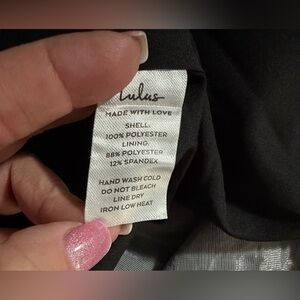 Lulus
MADE WITH LOVE
SHELL:
100% POLYESTER
LINING:
88% POLYESTER
12% SPANDEX
HAND WASH COLD
DO NOT BLEACH
LINE DRY
IRON LOW HEAT